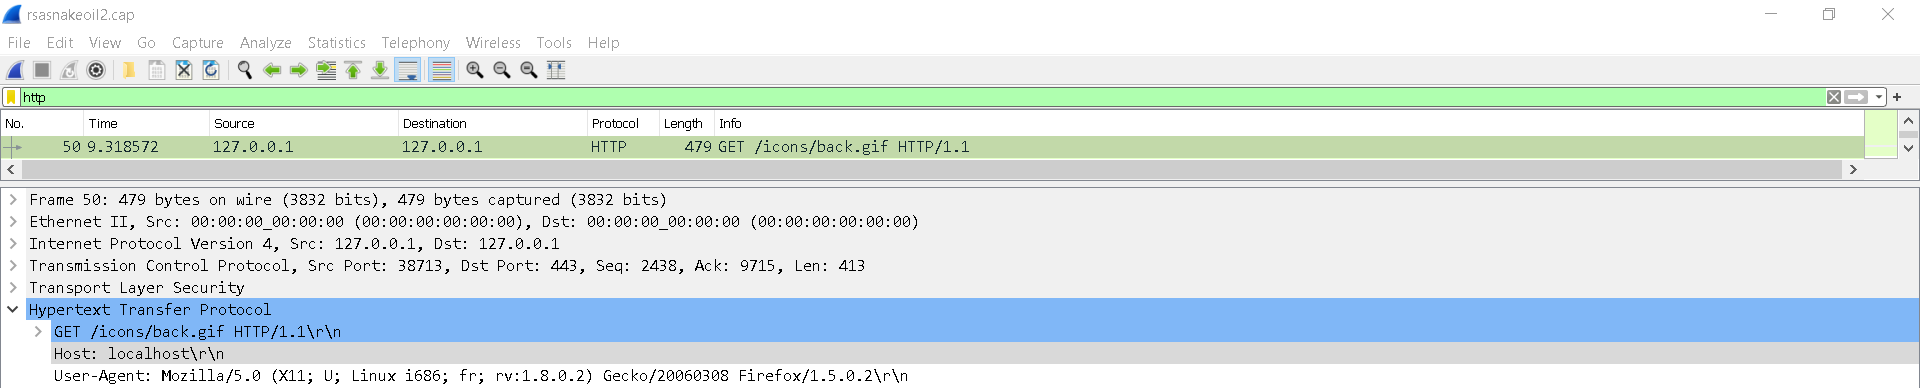 rsasnakeoil2.cap
File Edit View Go Capture Analyze Statistics Telephony Wireless Tools Help
http
No. Time Source Destination Protocol Length Info
50 9.318572 127.0.0.1 127.0.0.1 HTTP 479 GET /icons/back.gif HTTP/1.1
Frame 50: 479 bytes on wire (3832 bits), 479 bytes captured (3832 bits)
Ethernet II, Src: 00:00:00_00:00:00 (00:00:00:00:00:00), Dst: 00:00:00_00:00:00 (00:00:00:00:00:00)
Internet Protocol Version 4, Src: 127.0.0.1, Dst: 127.0.0.1
Transmission Control Protocol, Src Port: 38713, Dst Port: 443, Seq: 2438, Ack: 9715, Len: 413
Transport Layer Security
Hypertext Transfer Protocol
GET /icons/back.gif HTTP/1.1\r\n
Host: localhost\r\n
User-Agent: Mozilla/5.0 (X11; U; Linux i686; fr; rv:1.8.0.2) Gecko/20060308 Firefox/1.5.0.2\r\n